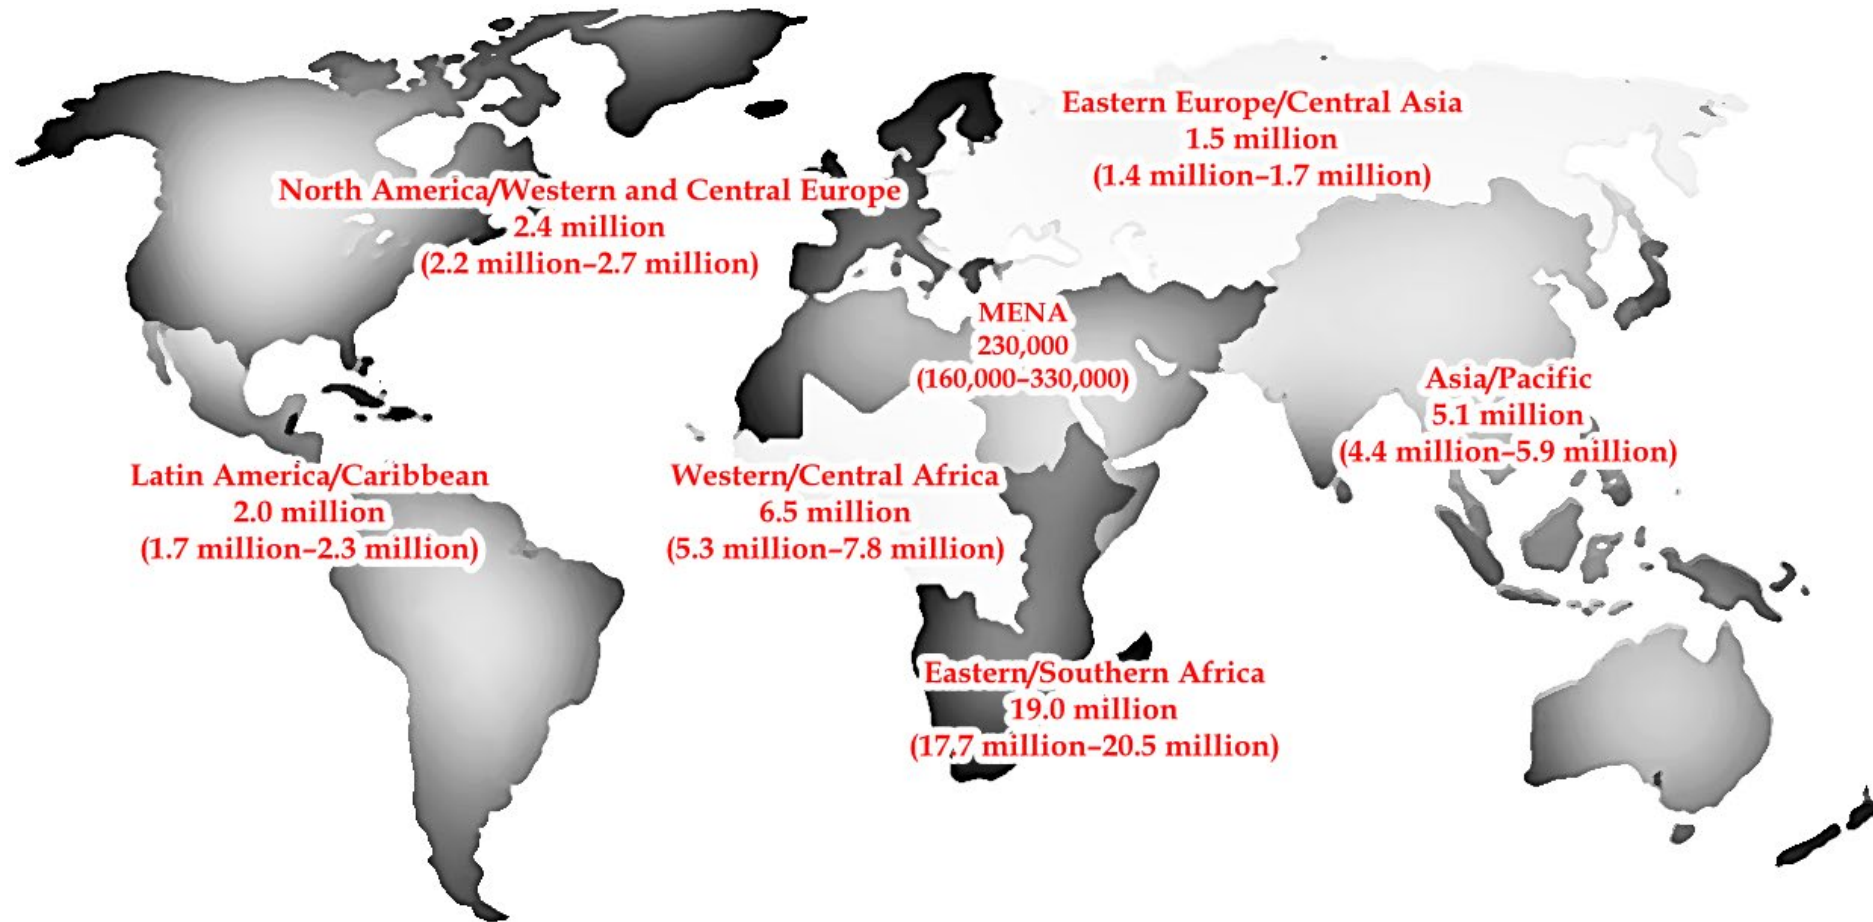 Eastern Europe/Central Asia
1.5 million
(1.4 million–1.7 million)
North America/Western and Central Europe
2.4 million
(2.2 million–2.7 million)
MENA
230,000
(160,000–330,000)
Asia/Pacific
5.1 million
(4.4 million–5.9 million)
Latin America/Caribbean
2.0 million
(1.7 million–2.3 million)
Western/Central Africa
6.5 million
(5.3 million–7.8 million)
Eastern/Southern Africa
19.0 million
(17.7 million–20.5 million)